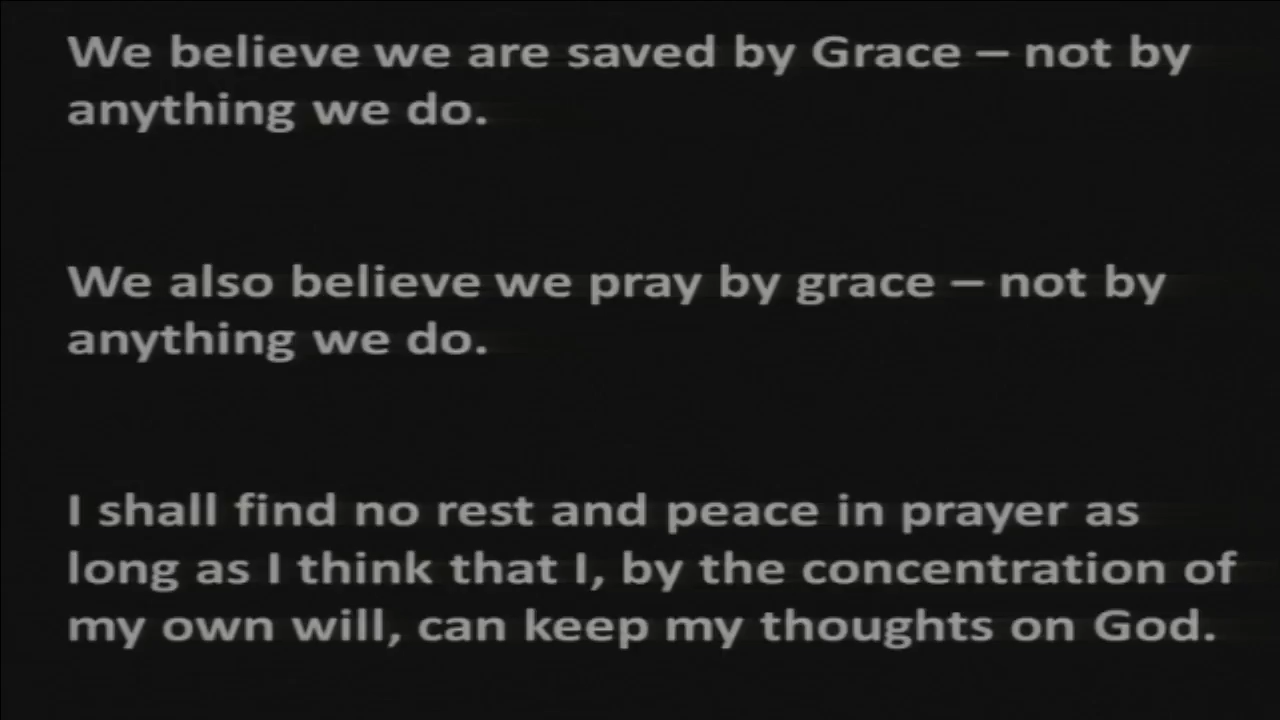 We believe we are saved by Grace – not by
anything we do.
We also believe we pray by grace – not by
anything we do.
I shall find no rest and peace in prayer as
long as I think that I, by the concentration of
my own will, can keep my thoughts on God.